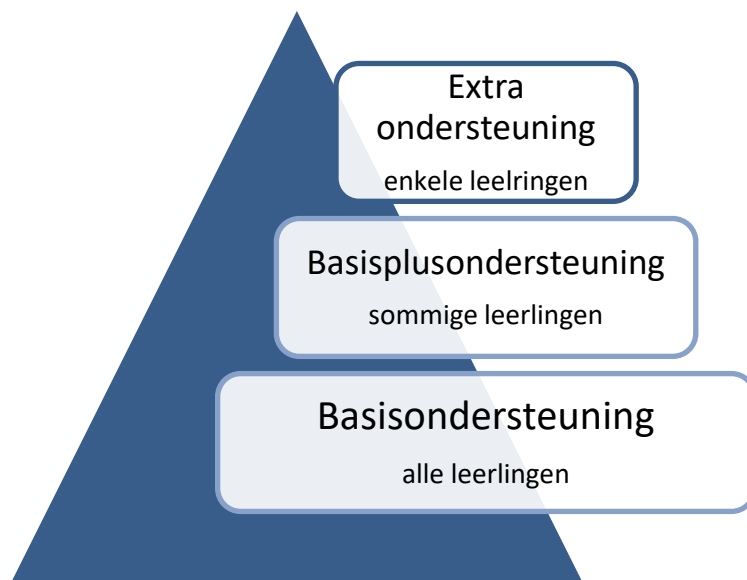 Extra
ondersteuning
enkele leelringen
Basisplusondersteuning
sommige leerlingen
Basisondersteuning
alle leerlingen